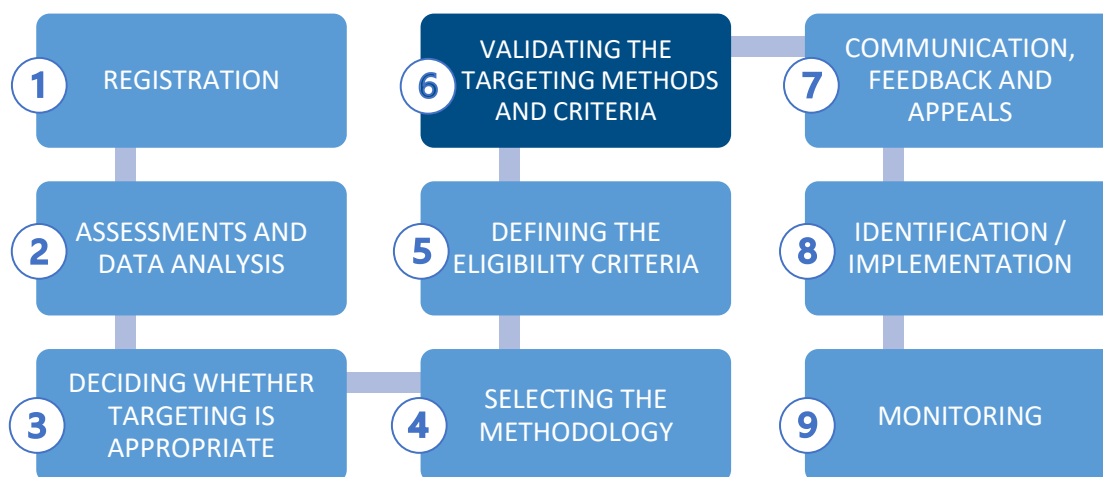 1
REGISTRATION
2
ASSESSMENTS AND
DATA ANALYSIS
3
DECIDING WHETHER
TARGETING IS
APPROPRIATE
4
SELECTING THE
METHODOLOGY
5
DEFINING THE
ELIGIBILITY CRITERIA
6
VALIDATING THE
TARGETING METHODS
AND CRITERIA
7
COMMUNICATION,
FEEDBACK AND
APPEALS
8
IDENTIFICATION /
IMPLEMENTATION
9
MONITORING